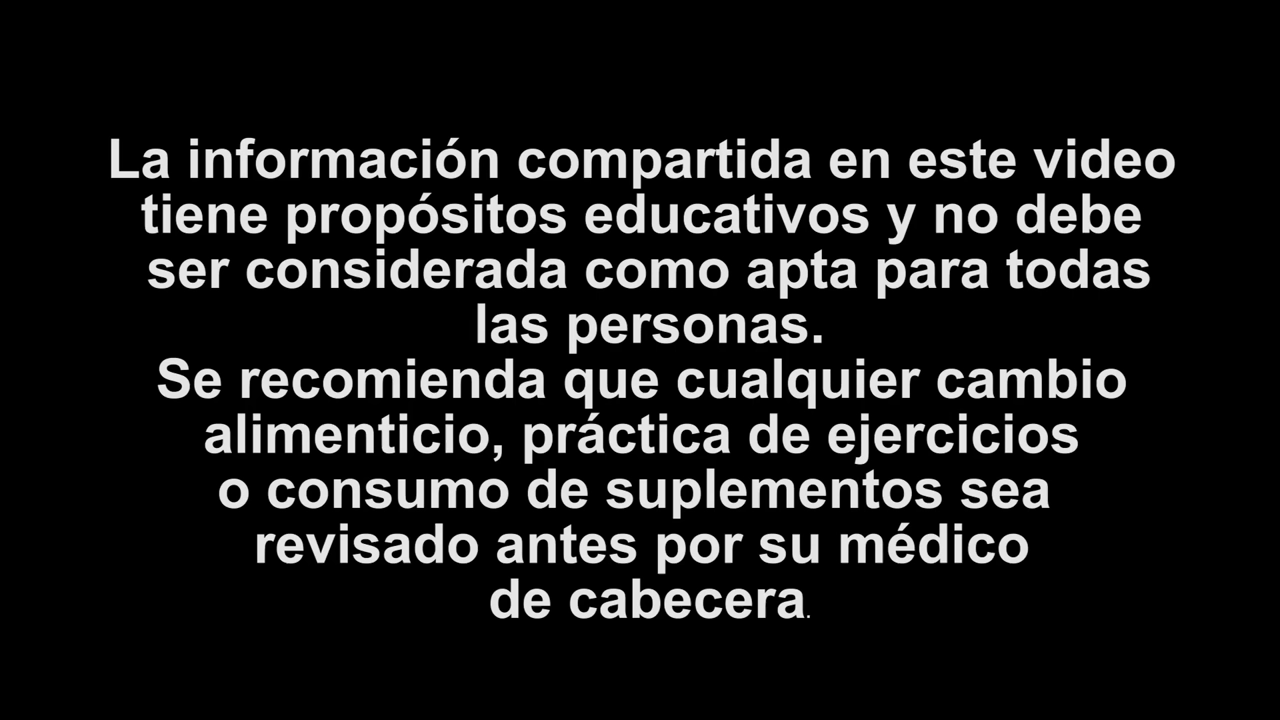 La información compartida en este video
tiene propósitos educativos y no debe
ser considerada como apta para todas
las personas.
Se recomienda que cualquier cambio
alimenticio, práctica de ejercicios
o consumo de suplementos sea
revisado antes por su médico
de cabecera.